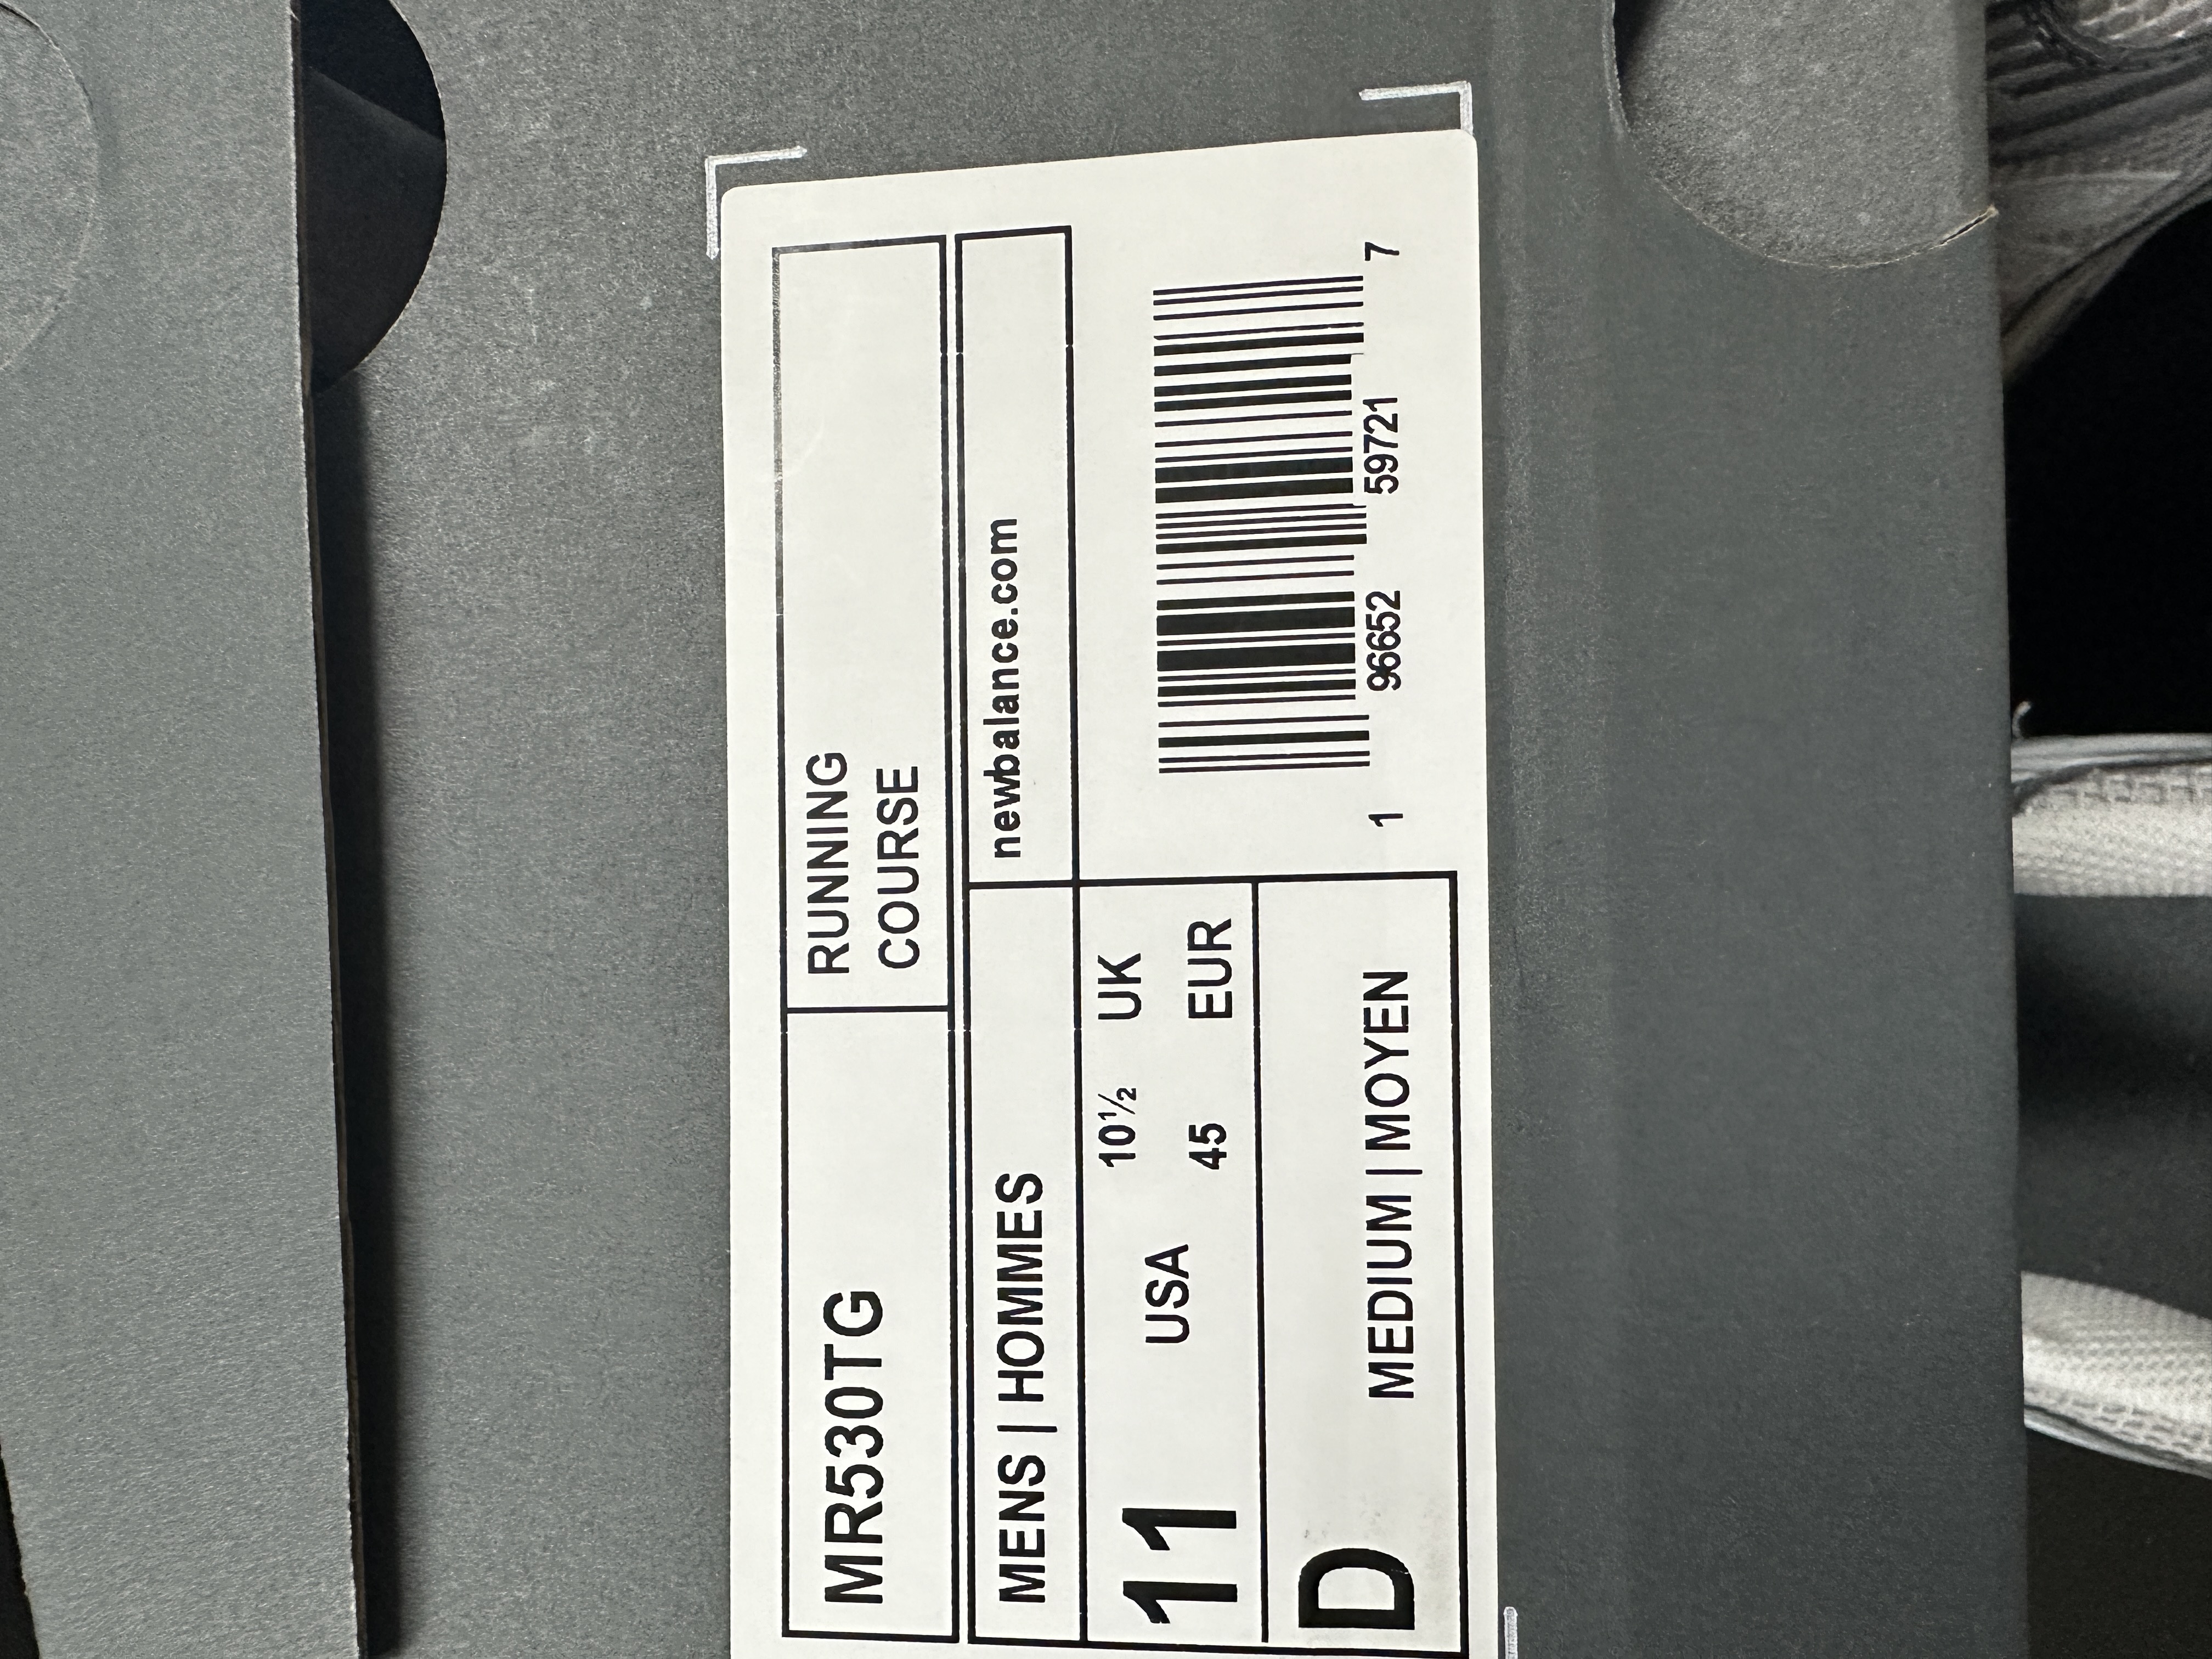 MR530TG
RUNNING
COURSE
MENS | HOMMES
newbalance.com
11 USA
10½ UK
45 EUR
D
MEDIUM | MOYEN
1 96652 59721 7